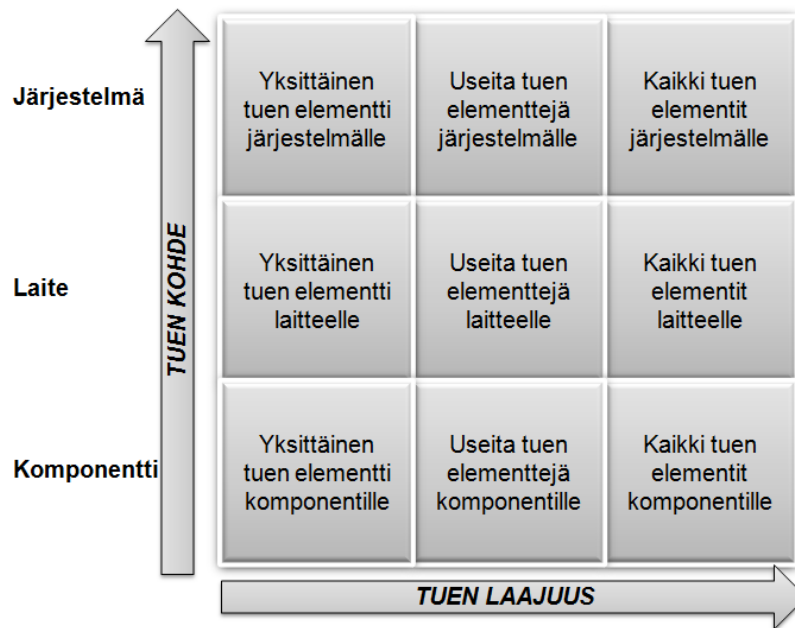 Järjestelmä
Yksittäinen
tuen elementti
järjestelmälle
Useita tuen
elementtejä
järjestelmälle
Kaikki tuen
elementit
järjestelmälle
TUEN KOHDE
Laite
Yksittäinen
tuen elementti
laitteelle
Useita tuen
elementtejä
laitteelle
Kaikki tuen
elementit
laitteelle
Komponentti
Yksittäinen
tuen elementti
komponentille
Useita tuen
elementtejä
komponentille
Kaikki tuen
elementit
komponentille
TUEN LAAJUUS